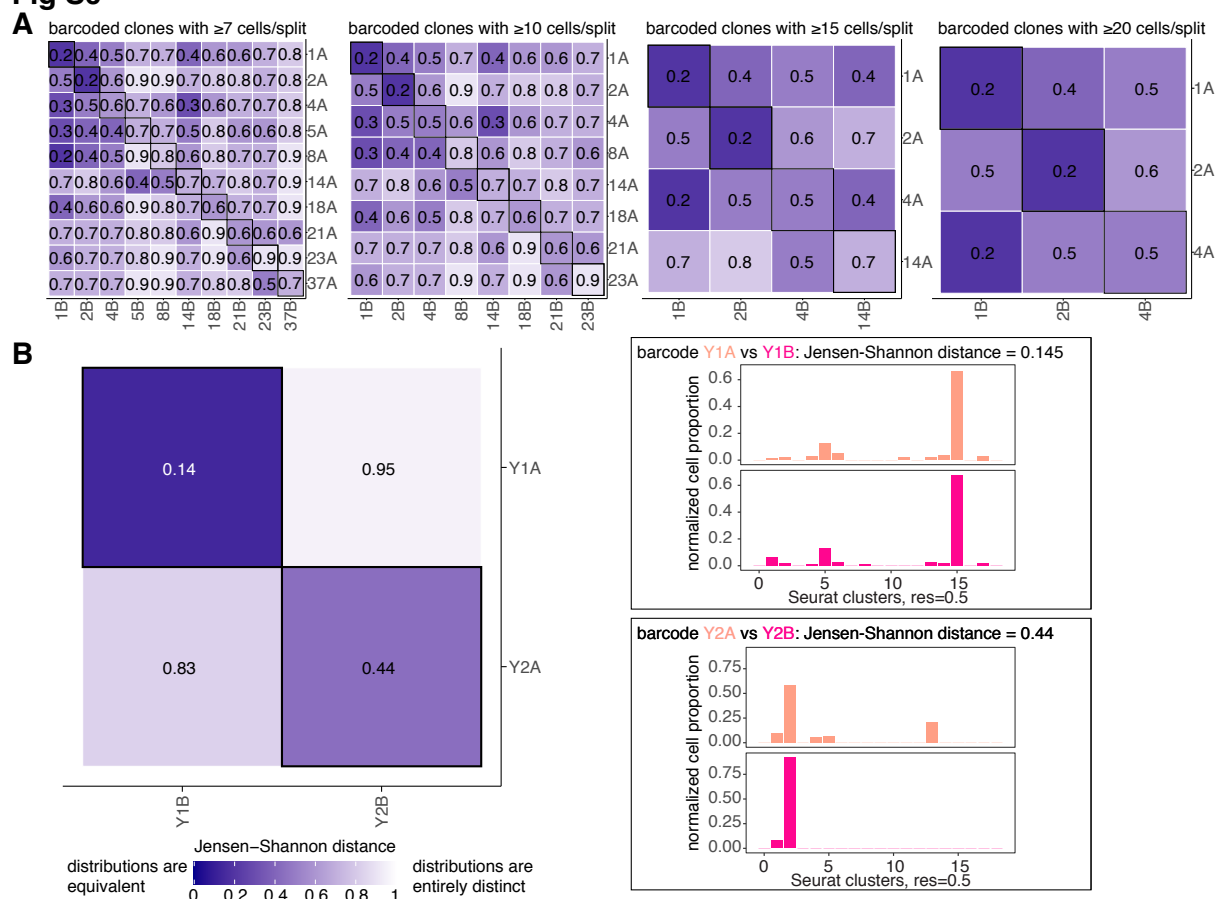 A
barcoded clones with ≥7 cells/split
0.2 0.4 0.5 0.7 0.7 0.4 0.6 0.6 0.7 0.8 1A
0.5 0.2 0.6 0.9 0.9 0.7 0.8 0.8 0.7 0.8 2A
0.3 0.5 0.6 0.7 0.6 0.3 0.6 0.7 0.7 0.8 4A
0.3 0.4 0.4 0.7 0.7 0.5 0.8 0.6 0.6 0.8 5A
0.2 0.4 0.5 0.9 0.8 0.6 0.8 0.7 0.7 0.9 8A
0.7 0.8 0.6 0.4 0.5 0.7 0.7 0.8 0.7 0.9 14A
0.4 0.6 0.6 0.9 0.8 0.7 0.6 0.7 0.7 0.9 18A
0.7 0.7 0.7 0.8 0.8 0.6 0.9 0.6 0.6 0.6 21A
0.6 0.7 0.7 0.8 0.9 0.7 0.9 0.6 0.9 0.9 23A
0.7 0.7 0.7 0.9 0.9 0.7 0.8 0.8 0.5 0.7 37A
1B 2B 4B 5B 8B 14B 18B 21B 23B 37B
barcoded clones with ≥10 cells/split
0.2 0.4 0.5 0.7 0.4 0.6 0.6 0.7 1A
0.5 0.2 0.6 0.9 0.7 0.8 0.8 0.7 2A
0.3 0.5 0.5 0.6 0.3 0.6 0.7 0.7 4A
0.3 0.4 0.4 0.8 0.6 0.8 0.7 0.6 8A
0.7 0.8 0.6 0.5 0.7 0.7 0.8 0.7 14A
0.4 0.6 0.5 0.8 0.7 0.6 0.7 0.7 18A
0.7 0.7 0.7 0.8 0.6 0.9 0.6 0.6 21A
0.6 0.7 0.7 0.9 0.7 0.9 0.6 0.9 23A
1B 2B 4B 8B 14B 18B 21B 23B
barcoded clones with ≥15 cells/split
0.2 0.4 0.5 0.4 1A
0.5 0.2 0.6 0.7 2A
0.2 0.5 0.5 0.4 4A
0.7 0.8 0.5 0.7 14A
1B 2B 4B 14B
barcoded clones with ≥20 cells/split
0.2 0.4 0.5 1A
0.5 0.2 0.6 2A
0.2 0.5 0.5 4A
1B 2B 4B
B
0.14 0.95 Y1A
0.83 0.44 Y2A
Y1B Y2B
Jensen−Shannon distance
distributions are
equivalent
distributions are
entirely distinct
0 0.2 0.4 0.6 0.8 1
barcode Y1A vs Y1B: Jensen-Shannon distance = 0.145
normalized cell proportion
0.6
0.4
0.2
0.0
0.6
0.4
0.2
0.0
0 5 10 15
Seurat clusters, res=0.5
barcode Y2A vs Y2B: Jensen-Shannon distance = 0.44
normalized cell proportion
0.75
0.50
0.25
0.00
0.75
0.50
0.25
0.00
0 5 10 15
Seurat clusters, res=0.5